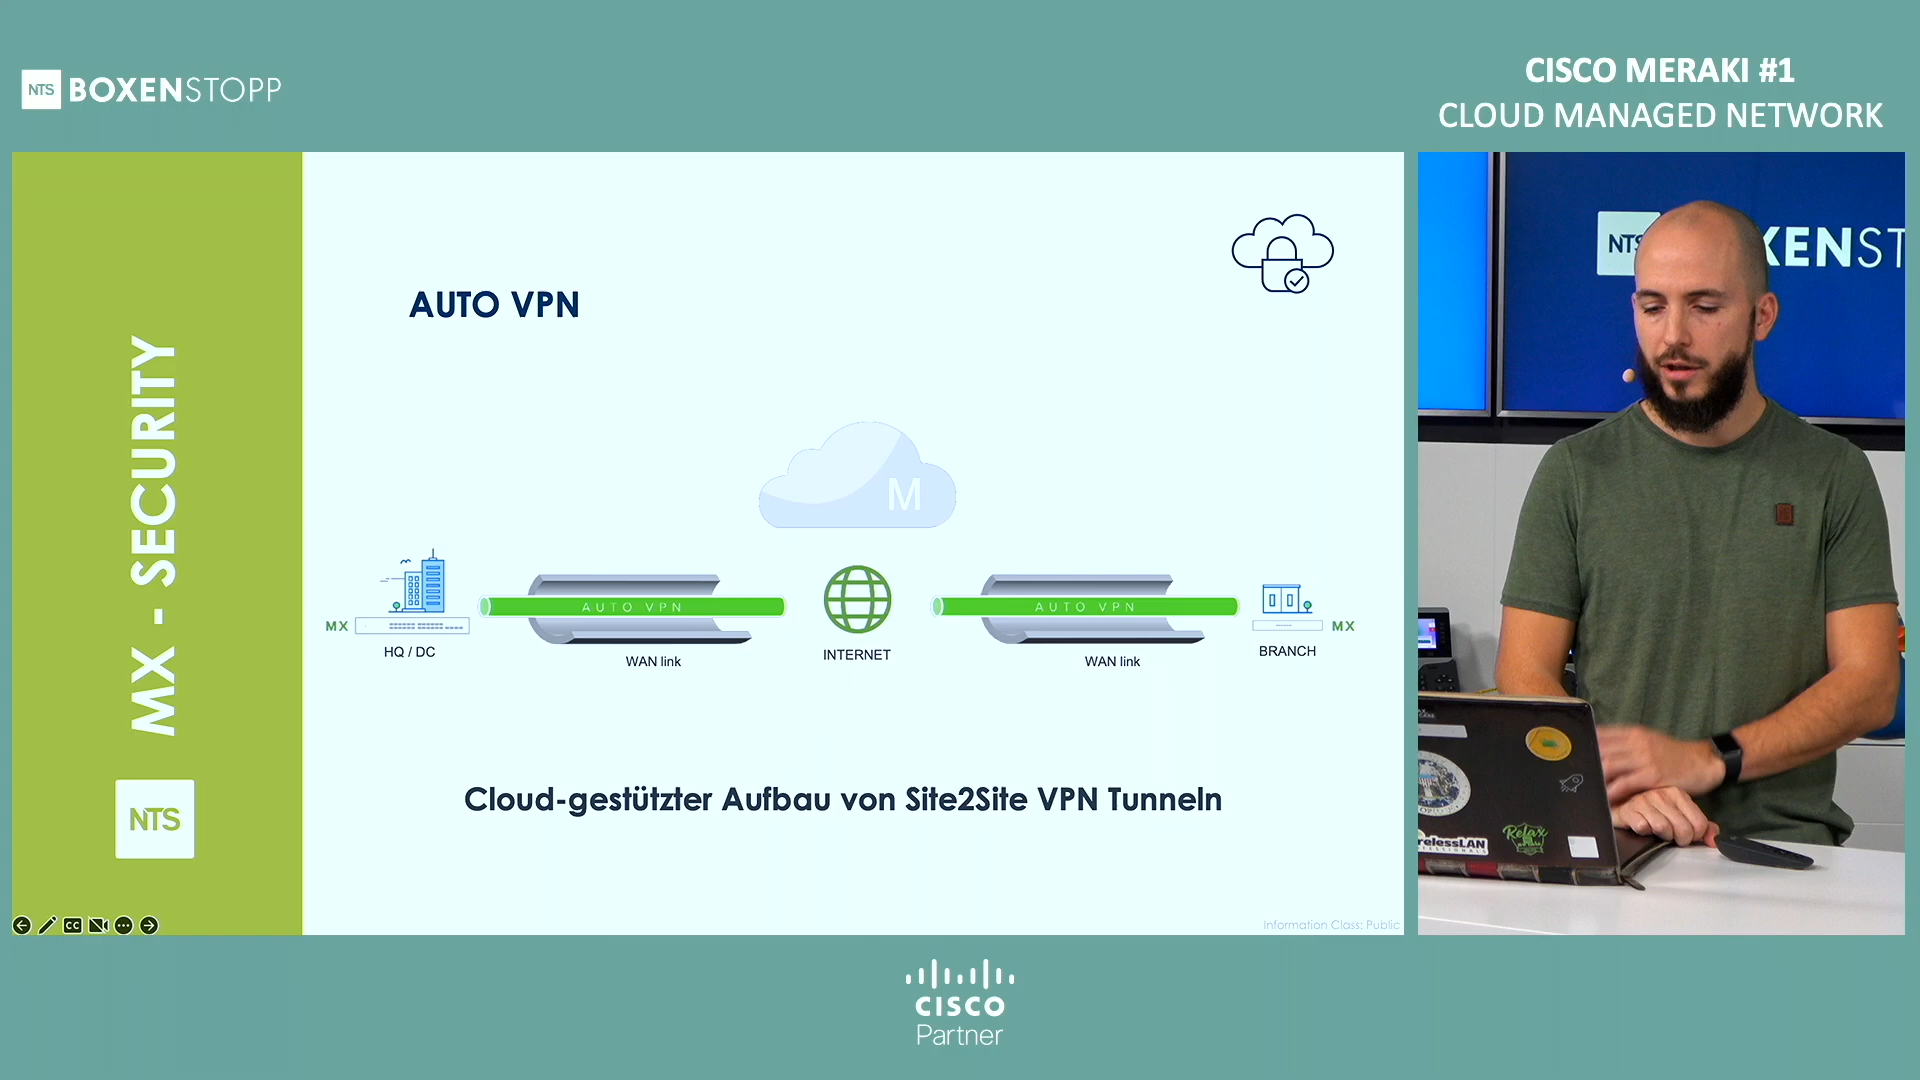 NTS BOXENSTOPP
CISCO MERAKI #1
CLOUD MANAGED NETWORK
MX - SECURITY
NTS
AUTO VPN
M
MX
HQ / DC
AUTO VPN
WAN link
INTERNET
AUTO VPN
WAN link
MX
BRANCH
Cloud-gestützter Aufbau von Site2Site VPN Tunneln
CC
Information Class: Public
NTS
XENST
Relax
relessLAN
CISCO
Partner